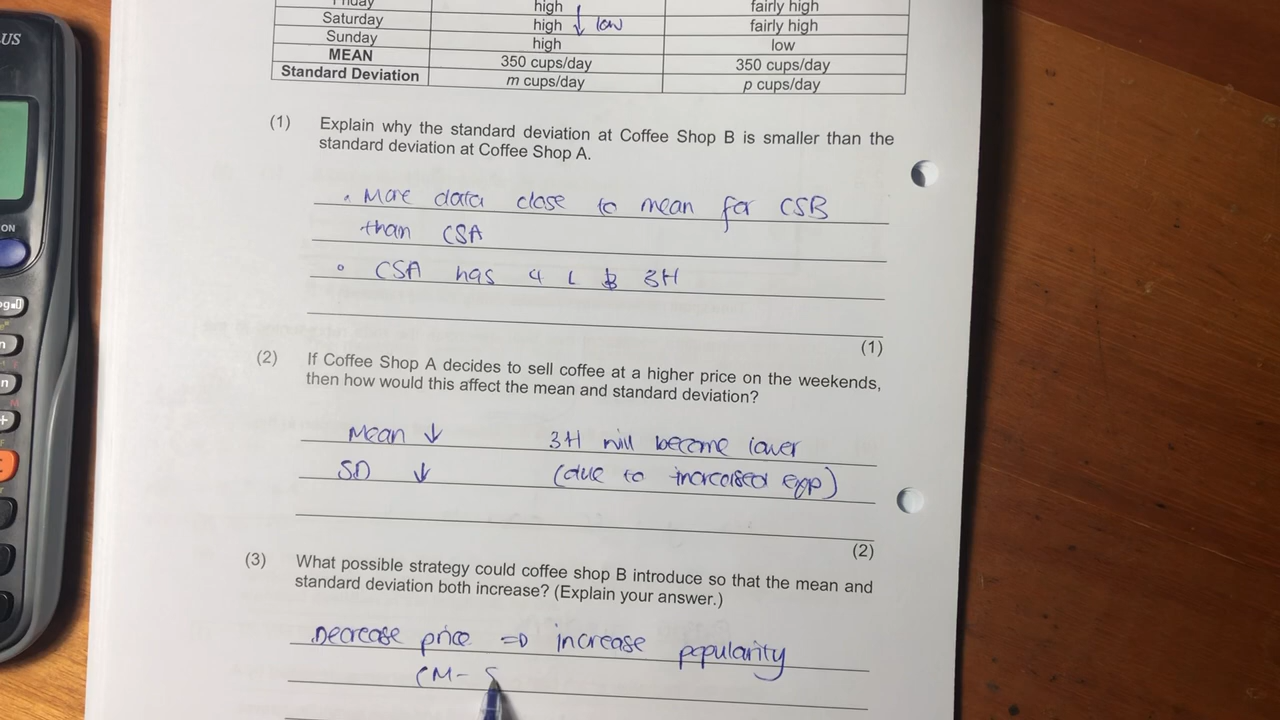 Friday high fairly high
Saturday high ↓ low fairly high
Sunday high low
MEAN 350 cups/day 350 cups/day
Standard Deviation m cups/day p cups/day
(1) Explain why the standard deviation at Coffee Shop B is smaller than the
standard deviation at Coffee Shop A.
• More data close to mean for CSB
than CSA
• CSA has 4 L 3H
(1)
(2) If Coffee Shop A decides to sell coffee at a higher price on the weekends,
then how would this affect the mean and standard deviation?
Mean ↓ 3H will become lower
SD ↓ (due to increased exp)
(2)
(3) What possible strategy could coffee shop B introduce so that the mean and
standard deviation both increase? (Explain your answer.)
Decrease price => increase popularity
(M-
ON